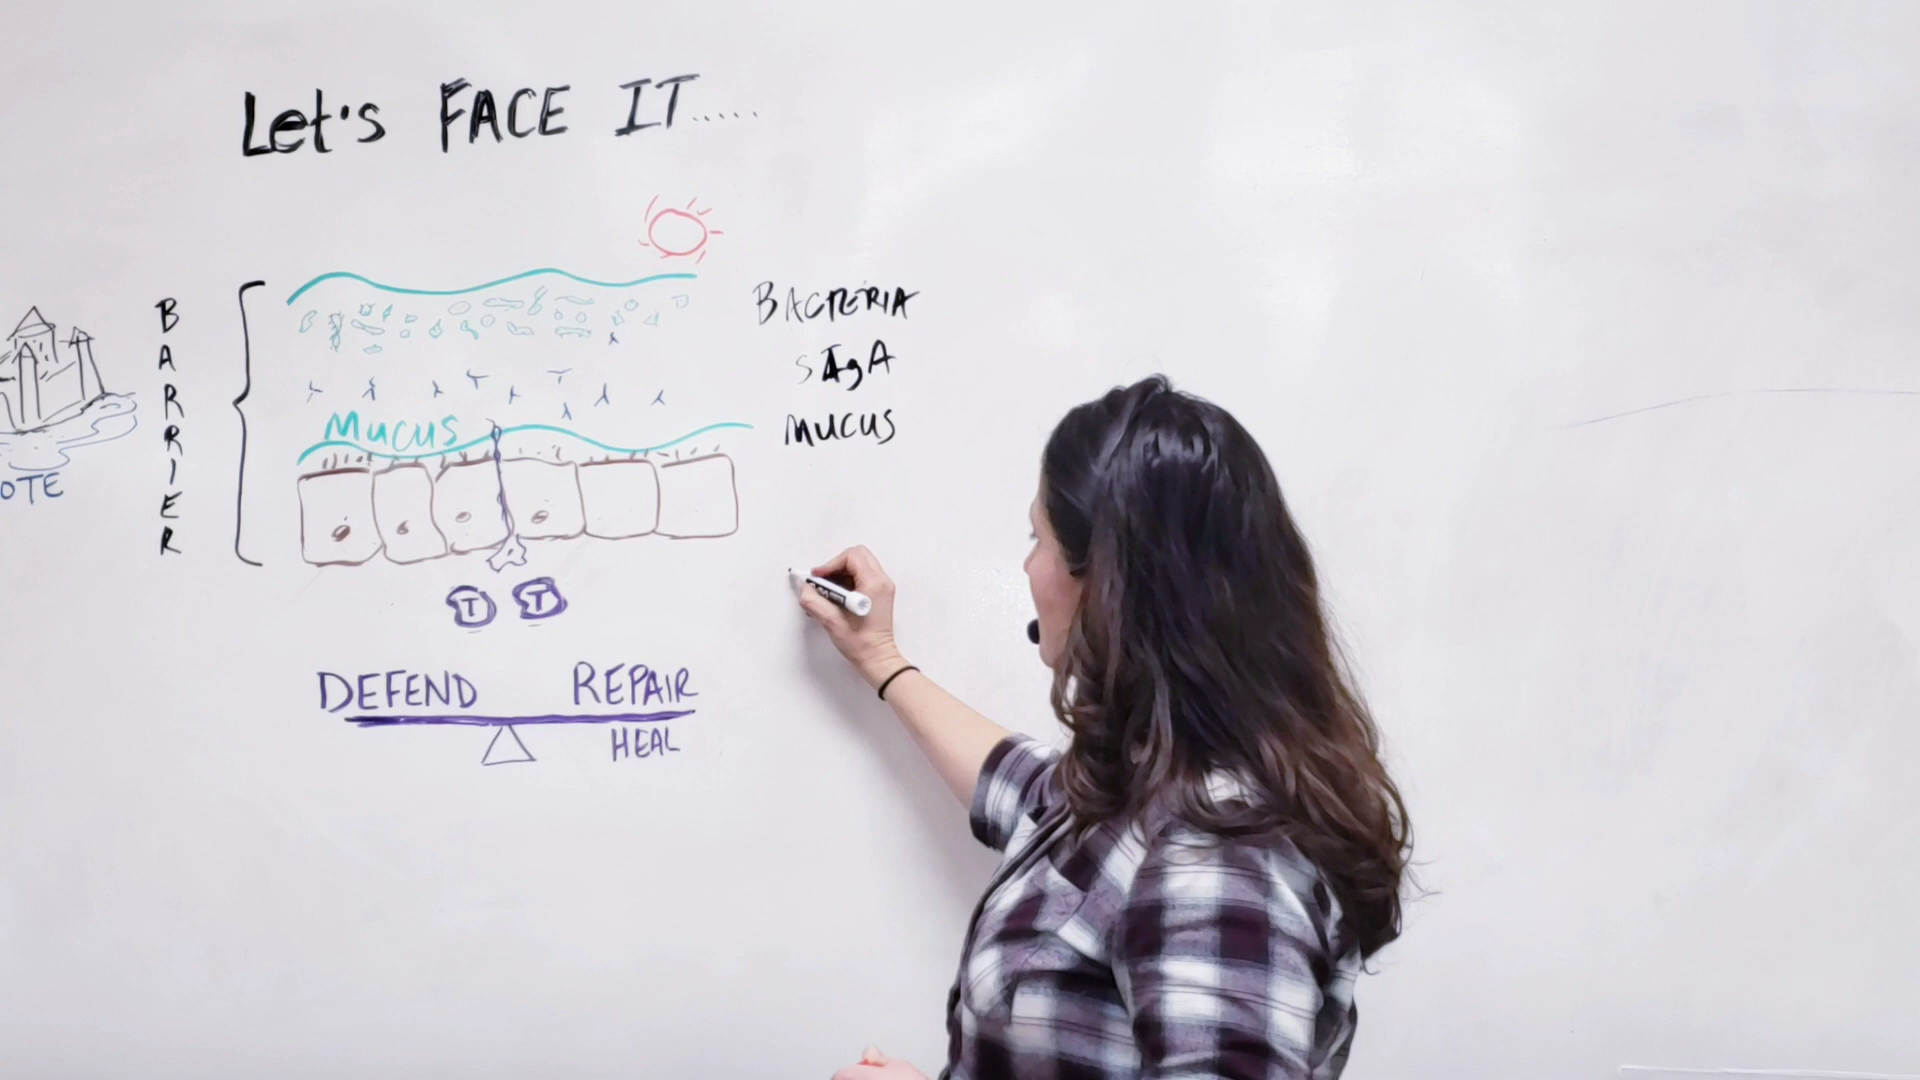 Let's FACE IT.....
BARRIER
OTE
BACTERIA
SIgA
MUCUS
Mucus
T T
DEFEND REPAIR
HEAL